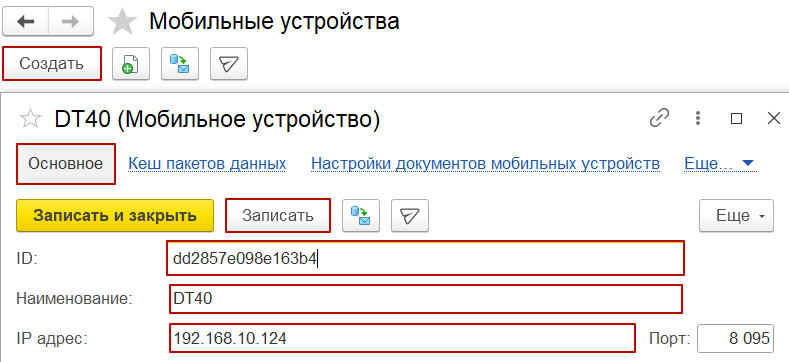 Мобильные устройства
Создать
DT40 (Мобильное устройство)
Основное Кеш пакетов данных Настройки документов мобильных устройств Еще...
Записать и закрыть Записать Еще
ID: dd2857e098e163b4
Наименование: DT40
IP адрес: 192.168.10.124 Порт: 8 095